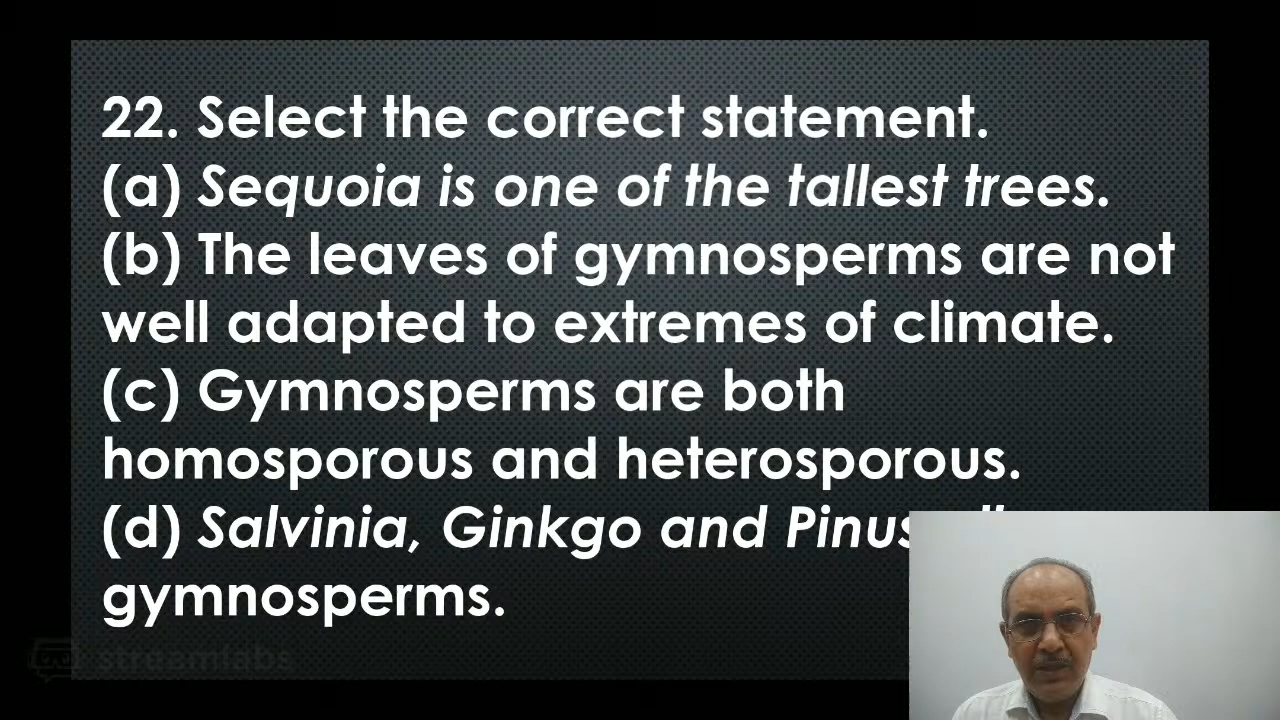 22. Select the correct statement.
(a) Sequoia is one of the tallest trees.
(b) The leaves of gymnosperms are not
well adapted to extremes of climate.
(c) Gymnosperms are both
homosporous and heterosporous.
(d) Salvinia, Ginkgo and Pinus
gymnosperms.
streamlabs